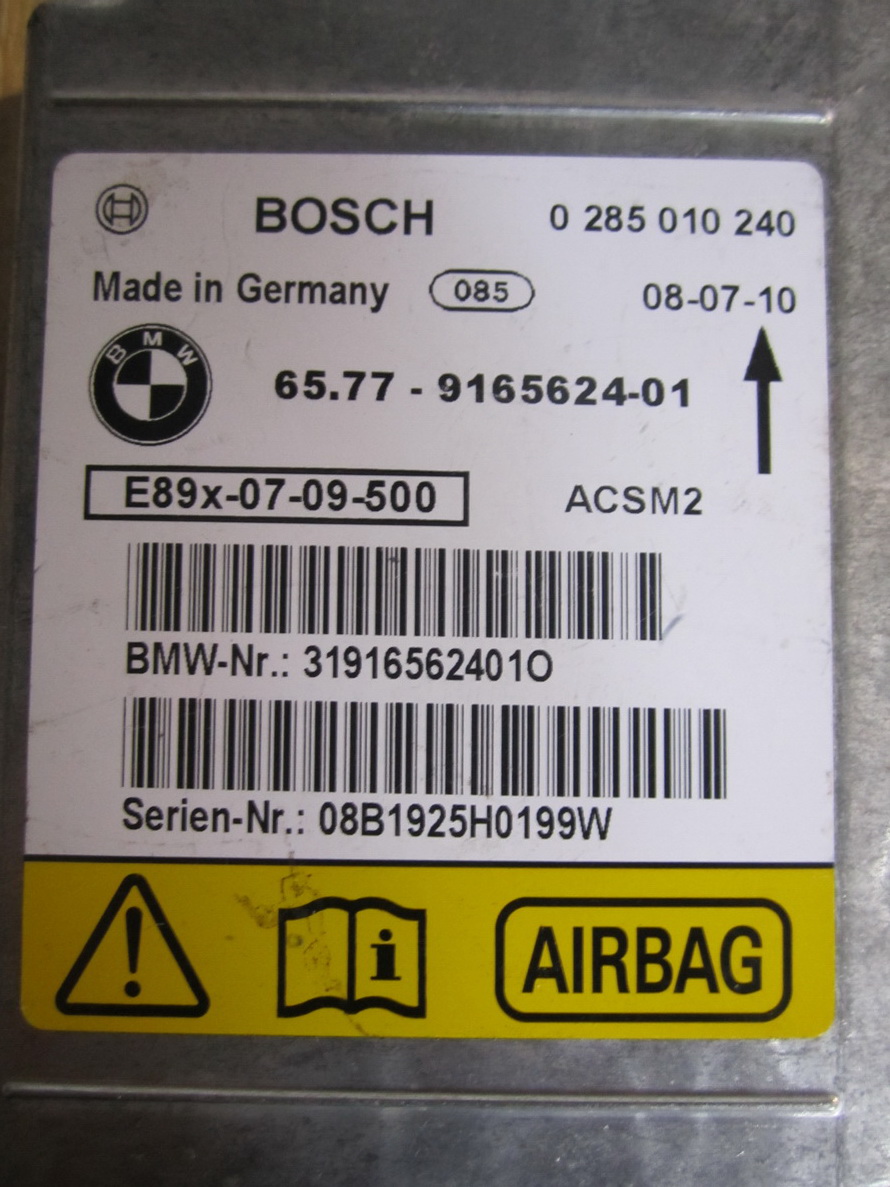 BOSCH 0 285 010 240
Made in Germany 085 08-07-10
BMW 65.77 - 9165624-01
E89x-07-09-500 ACSM2
BMW-Nr.: 319165624010
Serien-Nr.: 08B1925H0199W
AIRBAG